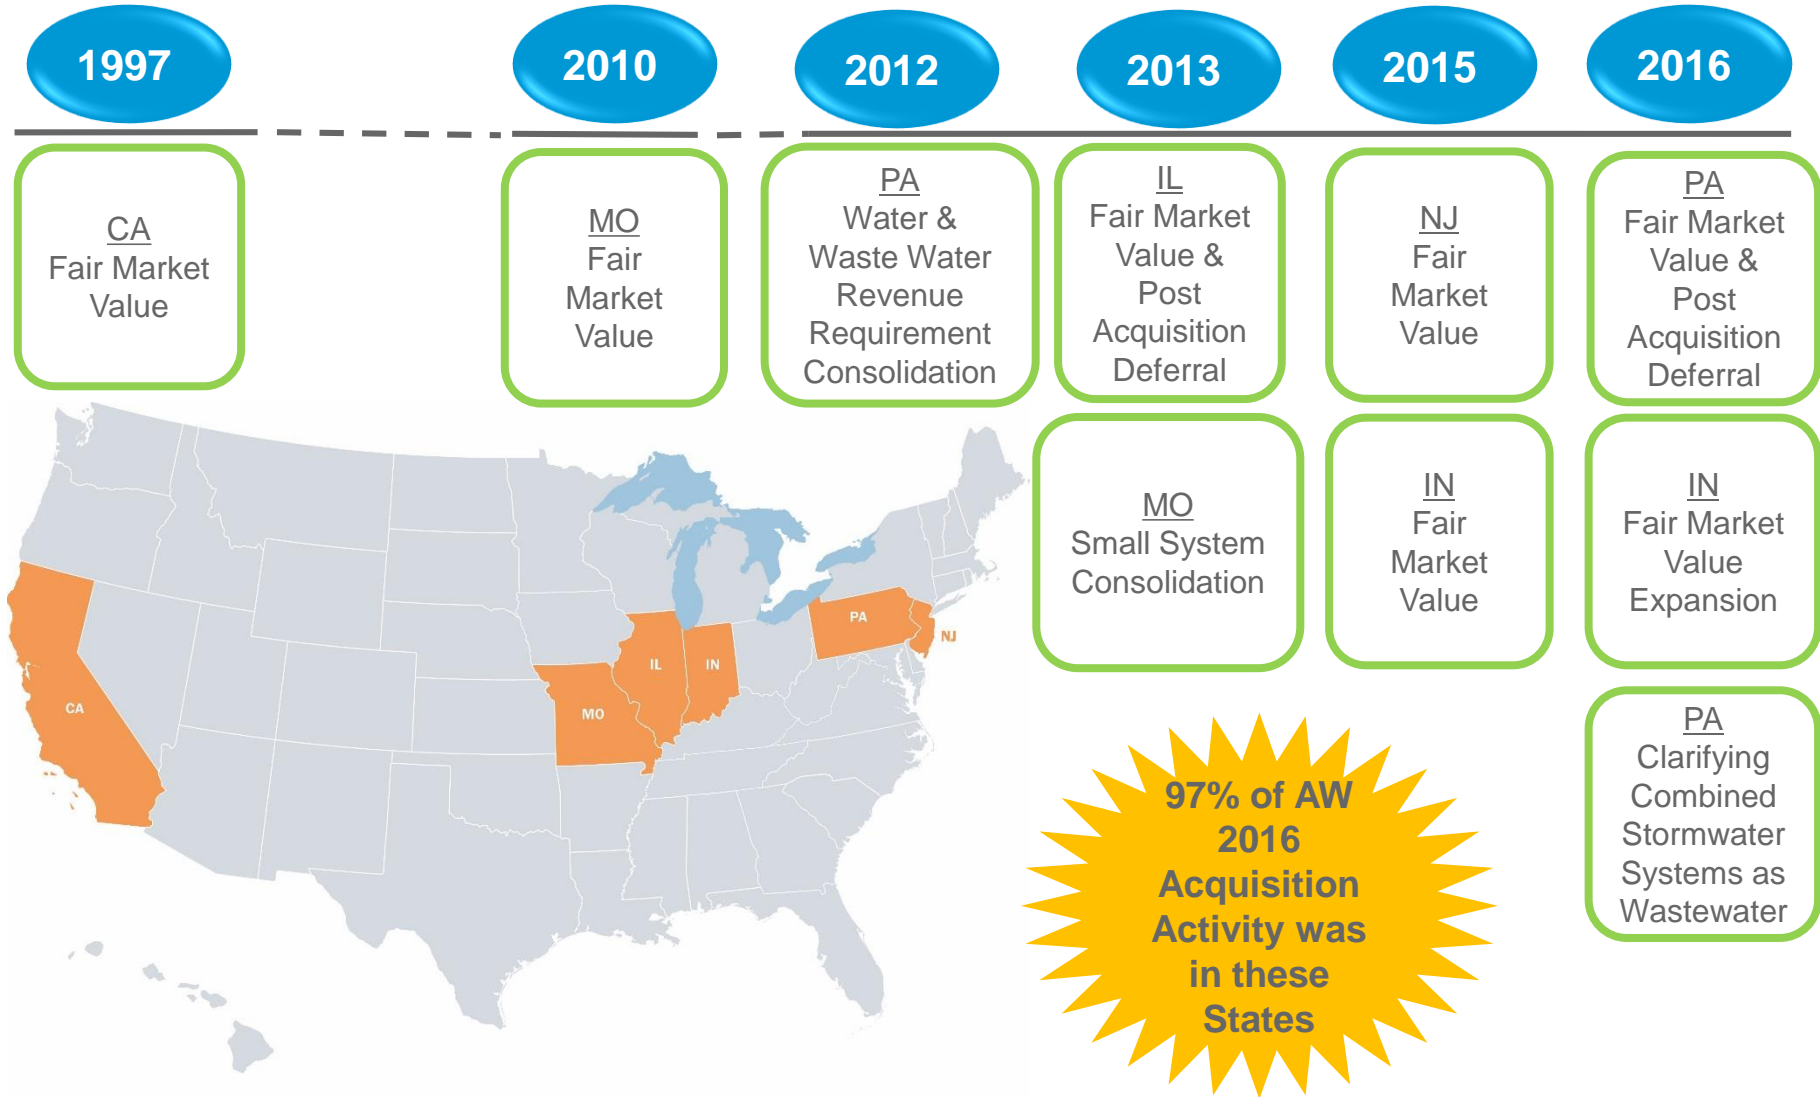 1997
2010
2012
2013
2015
2016
CA
Fair Market
Value
MO
Fair
Market
Value
PA
Water &
Waste Water
Revenue
Requirement
Consolidation
IL
Fair Market
Value &
Post
Acquisition
Deferral
NJ
Fair
Market
Value
PA
Fair Market
Value &
Post
Acquisition
Deferral
MO
Small System
Consolidation
IN
Fair
Market
Value
IN
Fair Market
Value
Expansion
PA
Clarifying
Combined
Stormwater
Systems as
Wastewater
CA
MO
IL
IN
PA
NJ
97% of AW
2016
Acquisition
Activity was
in these
States